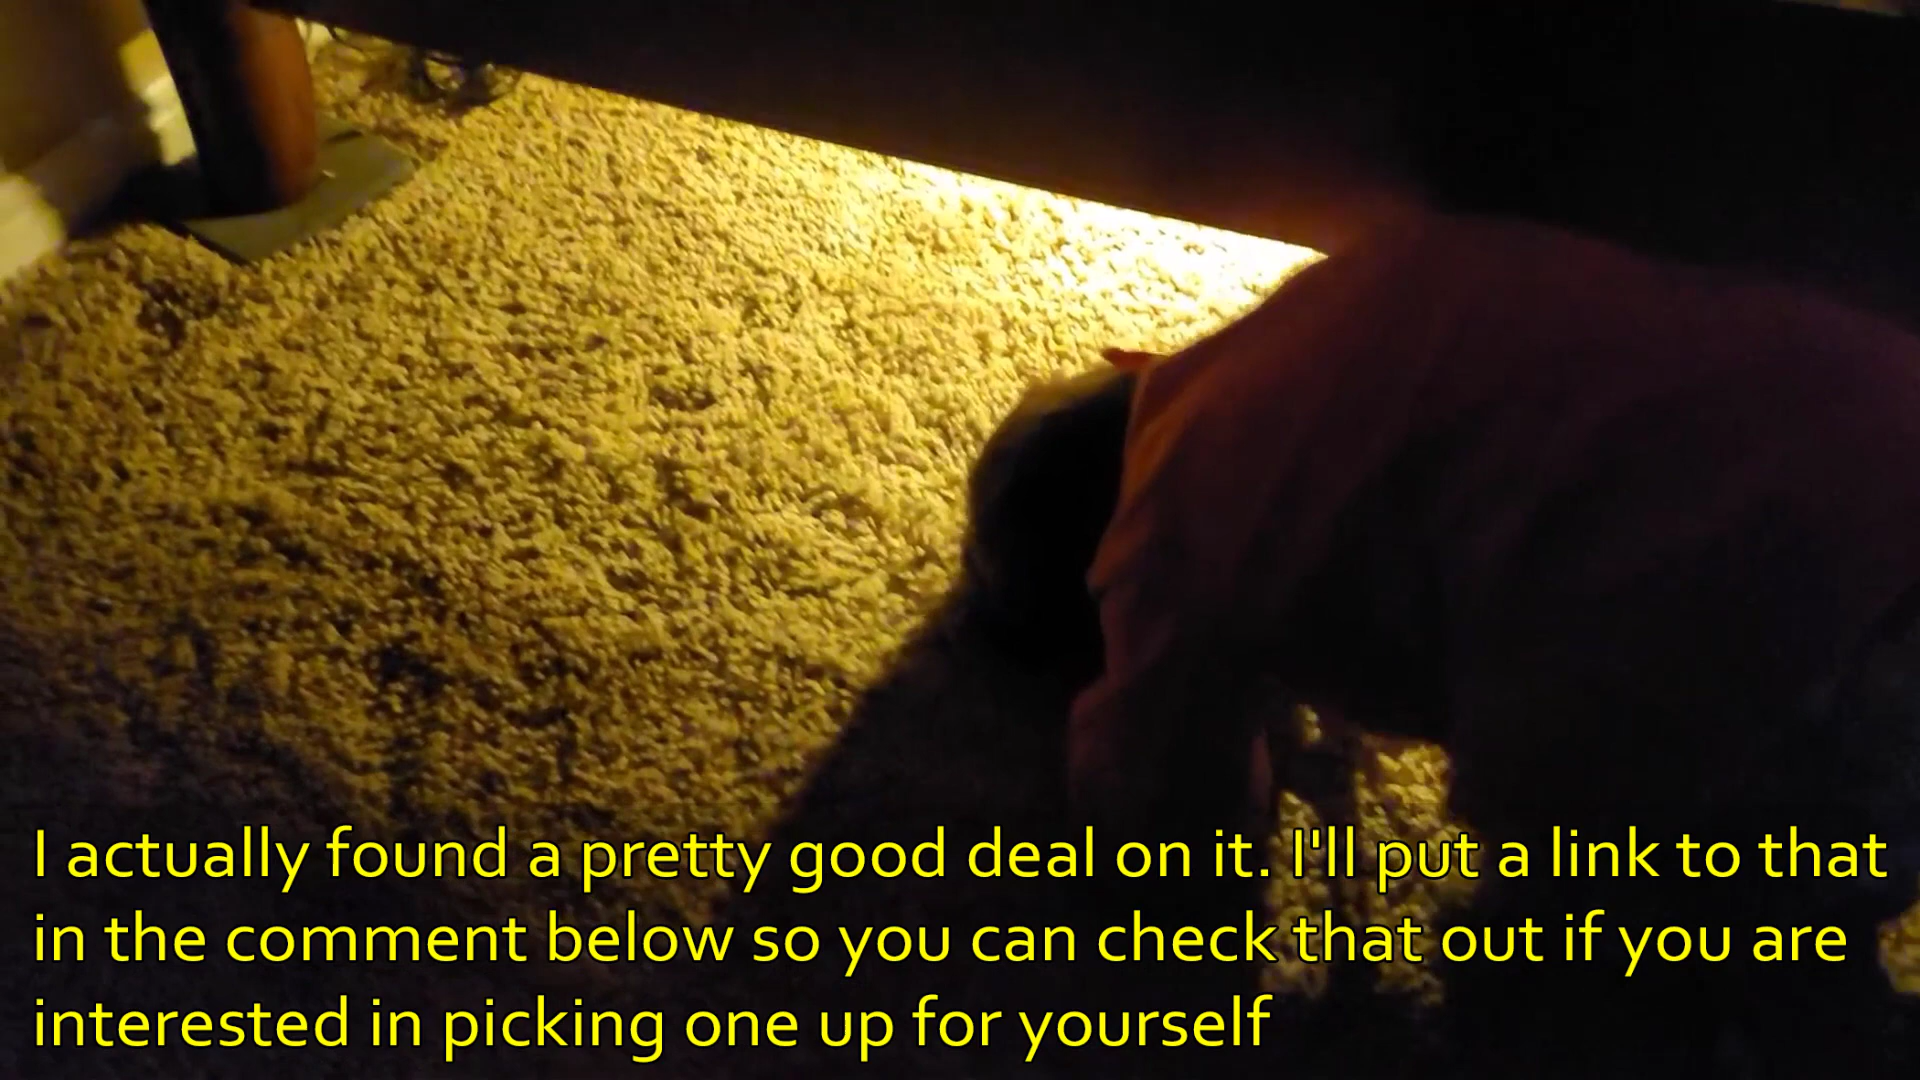 I actually found a pretty good deal on it. I'll put a link to that
in the comment below so you can check that out if you are
interested in picking one up for yourself